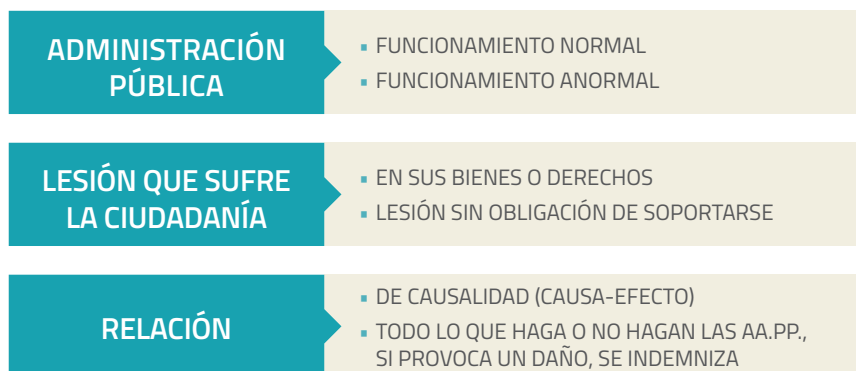 ADMINISTRACIÓN
PÚBLICA
▪ FUNCIONAMIENTO NORMAL
▪ FUNCIONAMIENTO ANORMAL
LESIÓN QUE SUFRE
LA CIUDADANÍA
▪ EN SUS BIENES O DERECHOS
▪ LESIÓN SIN OBLIGACIÓN DE SOPORTARSE
RELACIÓN
▪ DE CAUSALIDAD (CAUSA-EFECTO)
▪ TODO LO QUE HAGA O NO HAGAN LAS AA.PP.,
SI PROVOCA UN DAÑO, SE INDEMNIZA